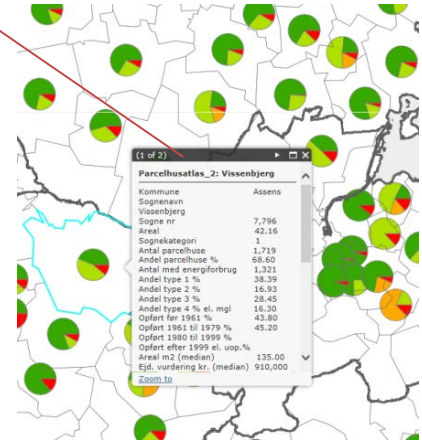 (1 of 2)
Parcelhusatlas_2: Vissenbjerg
Kommune Assens
Sognenavn
Vissenbjerg
Sogne nr 7,796
Areal 42.16
Sognekategori 1
Antal parcelhuse 1,719
Andel parcelhuse % 68.60
Antal med energiforbrug 1,321
Andel type 1 % 38.39
Andel type 2 % 16.93
Andel type 3 % 28.45
Andel type 4 % el. mgl 16.30
Opført før 1961 % 43.80
Opført 1961 til 1979 % 45.20
Opført 1980 til 1999 %
Opført efter 1999 el. uop.%
Areal m2 (median) 135.00
Ejd. vurdering kr. (median) 910,000
Zoom to